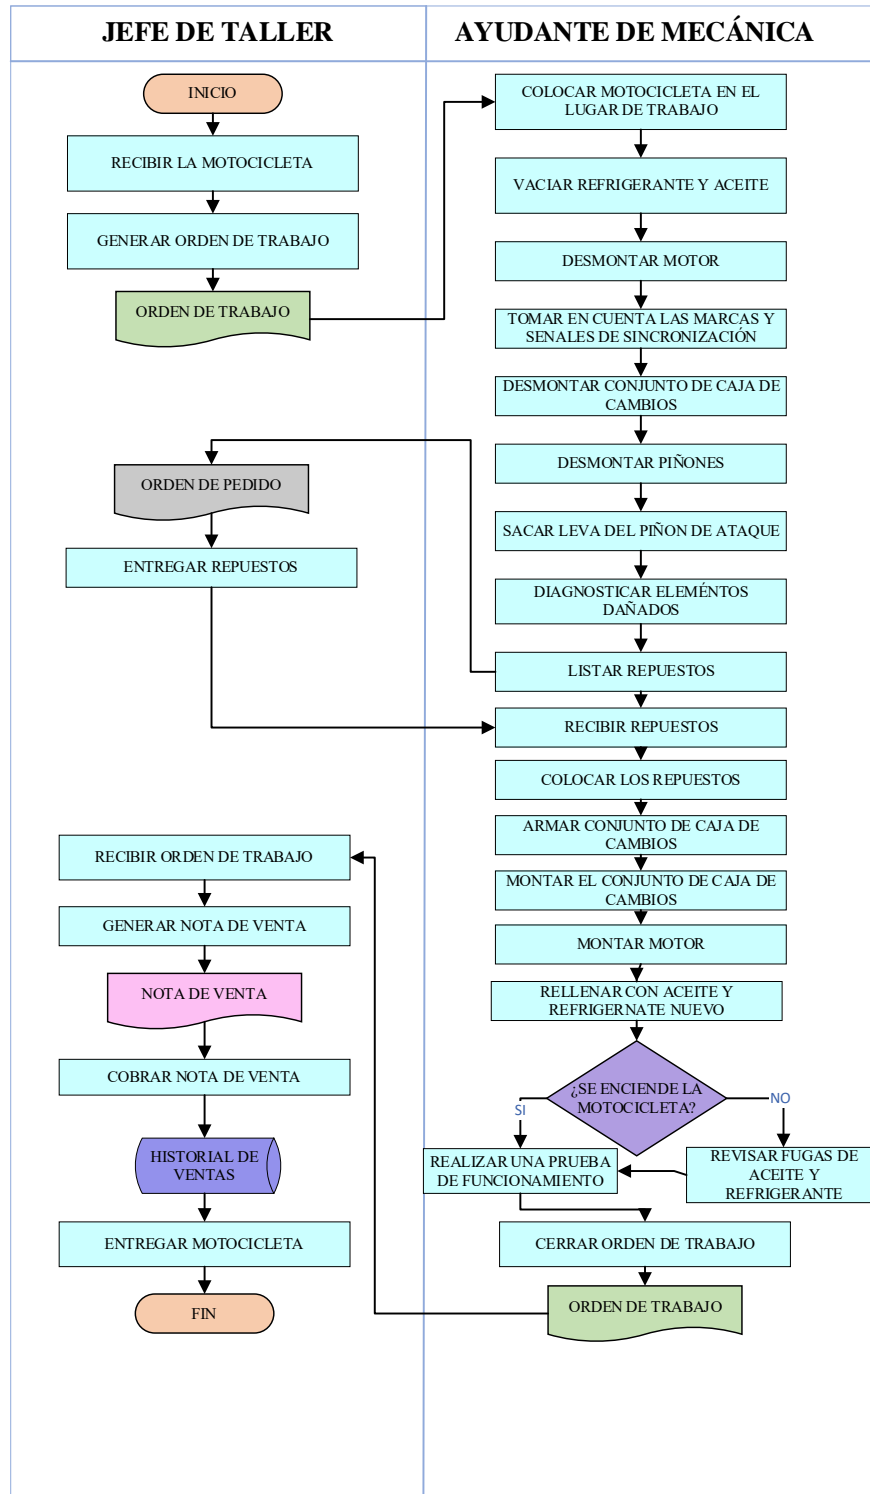 JEFE DE TALLER
AYUDANTE DE MECÁNICA
INICIO
RECIBIR LA MOTOCICLETA
GENERAR ORDEN DE TRABAJO
ORDEN DE TRABAJO
COLOCAR MOTOCICLETA EN EL
LUGAR DE TRABAJO
VACIAR REFRIGERANTE Y ACEITE
DESMONTAR MOTOR
TOMAR EN CUENTA LAS MARCAS Y
SENALES DE SINCRONIZACIÓN
DESMONTAR CONJUNTO DE CAJA DE
CAMBIOS
DESMONTAR PIÑONES
SACAR LEVA DEL PIÑON DE ATAQUE
DIAGNOSTICAR ELEMÉNTOS
DAÑADOS
LISTAR REPUESTOS
ORDEN DE PEDIDO
ENTREGAR REPUESTOS
RECIBIR REPUESTOS
COLOCAR LOS REPUESTOS
ARMAR CONJUNTO DE CAJA DE
CAMBIOS
MONTAR EL CONJUNTO DE CAJA DE
CAMBIOS
MONTAR MOTOR
RELLENAR CON ACEITE Y
REFRIGERNATE NUEVO
¿SE ENCIENDE LA
MOTOCICLETA?
SI
NO
REALIZAR UNA PRUEBA
DE FUNCIONAMIENTO
REVISAR FUGAS DE
ACEITE Y
REFRIGERANTE
CERRAR ORDEN DE TRABAJO
ORDEN DE TRABAJO
RECIBIR ORDEN DE TRABAJO
GENERAR NOTA DE VENTA
NOTA DE VENTA
COBRAR NOTA DE VENTA
HISTORIAL DE
VENTAS
ENTREGAR MOTOCICLETA
FIN